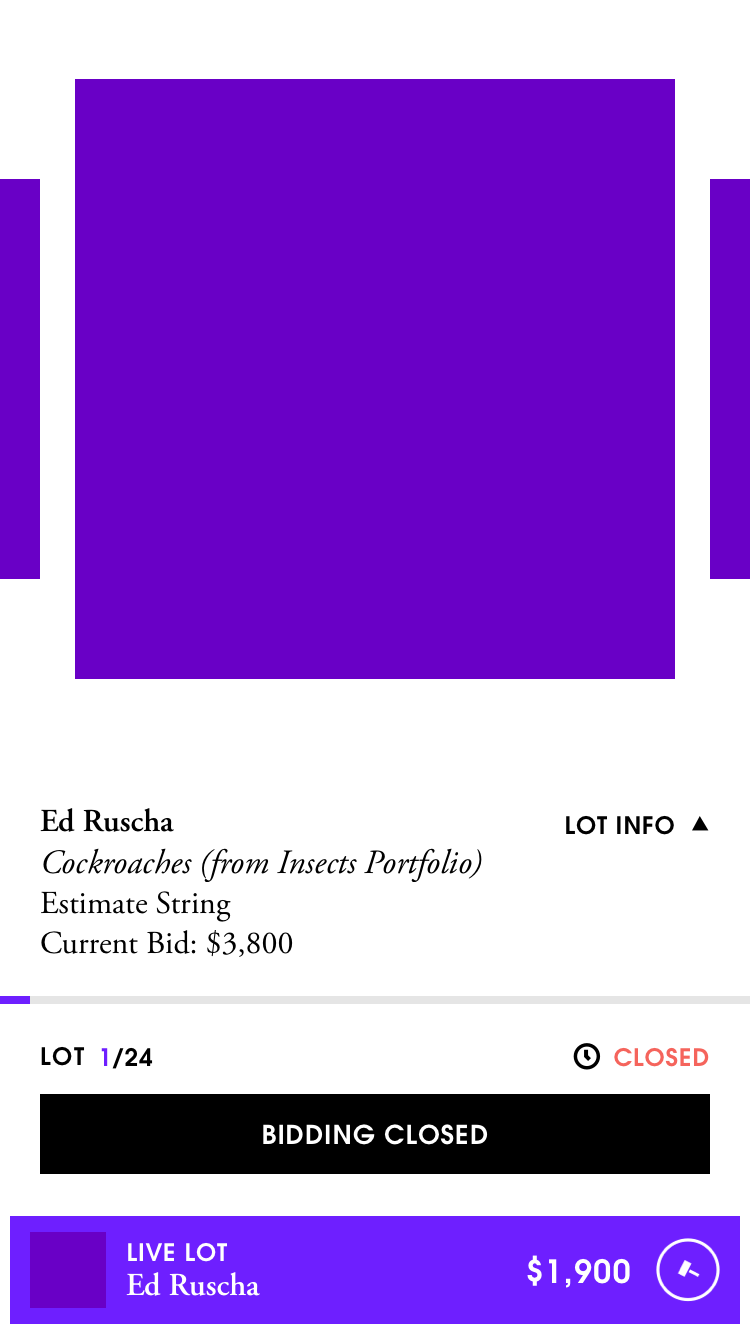 Ed Ruscha
LOT INFO ▲
Cockroaches (from Insects Portfolio)
Estimate String
Current Bid: $3,800
LOT 1/24
CLOSED
BIDDING CLOSED
LIVE LOT
Ed Ruscha
$1,900